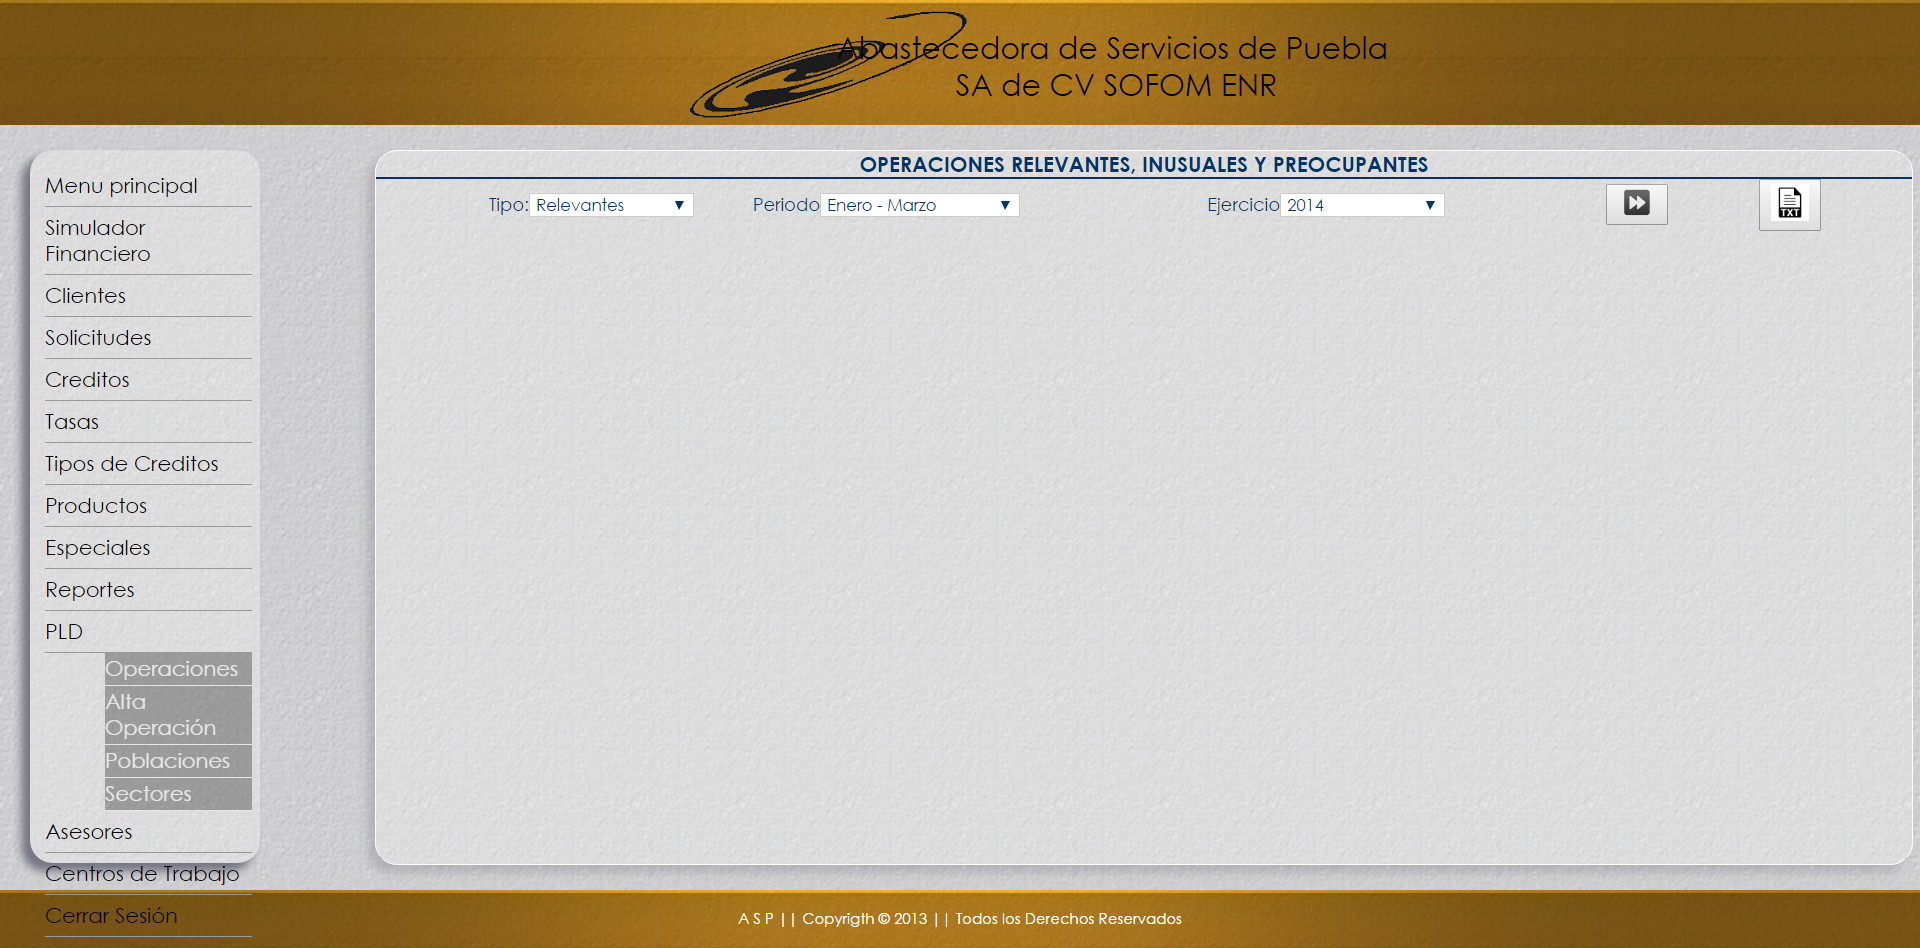 Abastecedora de Servicios de Puebla
SA de CV SOFOM ENR
Menu principal
Simulador
Financiero
Clientes
Solicitudes
Creditos
Tasas
Tipos de Creditos
Productos
Especiales
Reportes
PLD
Operaciones
Alta
Operación
Poblaciones
Sectores
Asesores
Centros de Trabajo
Cerrar Sesión
OPERACIONES RELEVANTES, INUSUALES Y PREOCUPANTES
Tipo: Relevantes Periodo Enero - Marzo Ejercicio 2014
TXT
A S P || Copyrigth © 2013 || Todos los Derechos Reservados